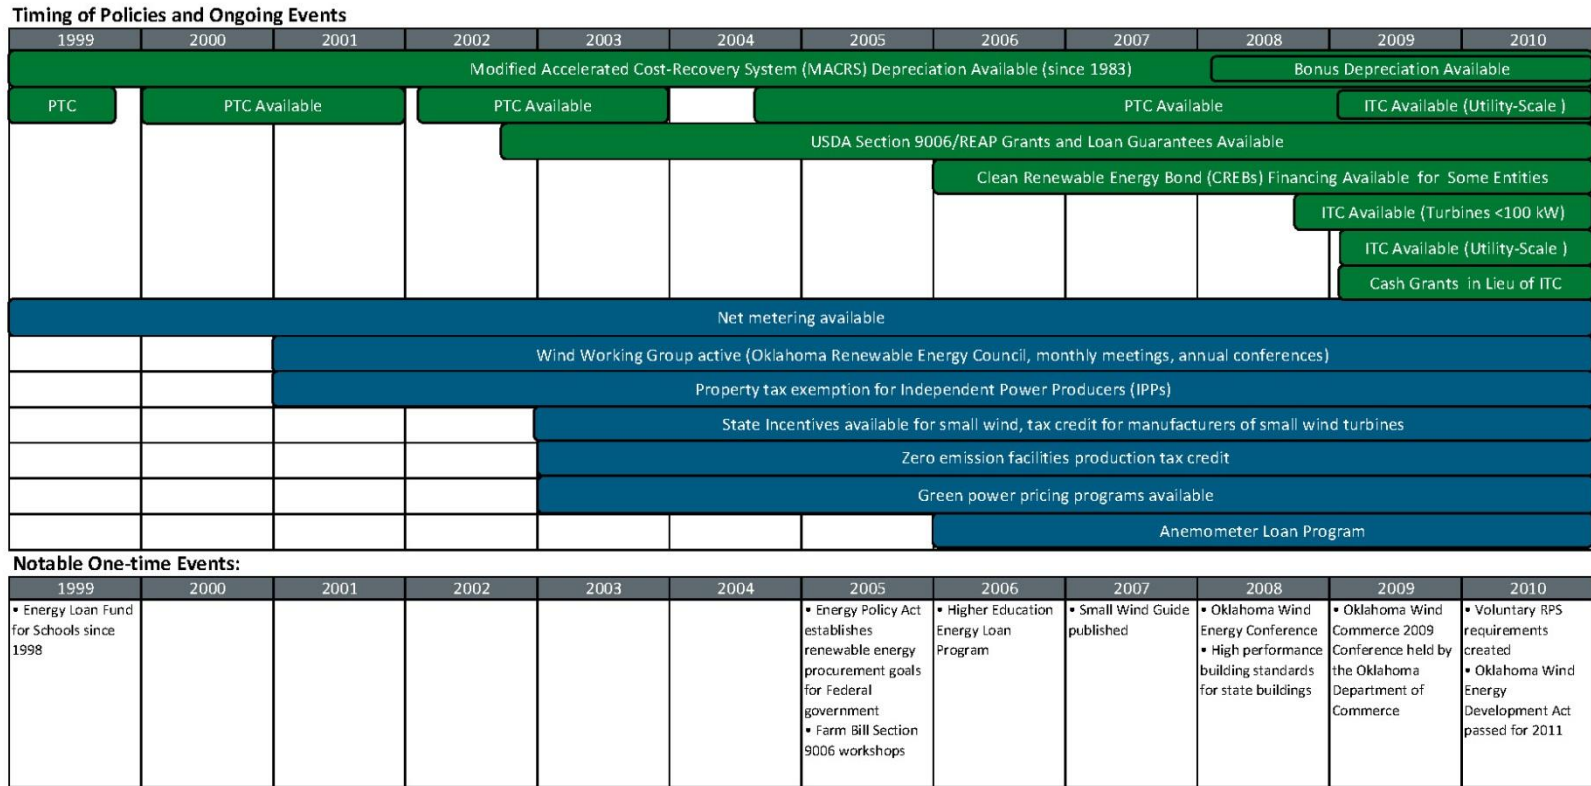 Timing of Policies and Ongoing Events
1999 2000 2001 2002 2003 2004 2005 2006 2007 2008 2009 2010
Modified Accelerated Cost-Recovery System (MACRS) Depreciation Available (since 1983) Bonus Depreciation Available
PTC PTC Available PTC Available PTC Available ITC Available (Utility-Scale )
USDA Section 9006/REAP Grants and Loan Guarantees Available
Clean Renewable Energy Bond (CREBs) Financing Available for Some Entities
ITC Available (Turbines <100 kW)
ITC Available (Utility-Scale )
Cash Grants in Lieu of ITC
Net metering available
Wind Working Group active (Oklahoma Renewable Energy Council, monthly meetings, annual conferences)
Property tax exemption for Independent Power Producers (IPPs)
State Incentives available for small wind, tax credit for manufacturers of small wind turbines
Zero emission facilities production tax credit
Green power pricing programs available
Anemometer Loan Program
Notable One-time Events:
1999 2000 2001 2002 2003 2004 2005 2006 2007 2008 2009 2010
• Energy Loan Fund
for Schools since
1998
• Energy Policy Act
establishes
renewable energy
procurement goals
for Federal
government
• Farm Bill Section
9006 workshops
• Higher Education
Energy Loan
Program
• Small Wind Guide
published
• Oklahoma Wind
Energy Conference
• High performance
building standards
for state buildings
• Oklahoma Wind
Commerce 2009
Conference held by
the Oklahoma
Department of
Commerce
• Voluntary RPS
requirements
created
• Oklahoma Wind
Energy
Development Act
passed for 2011